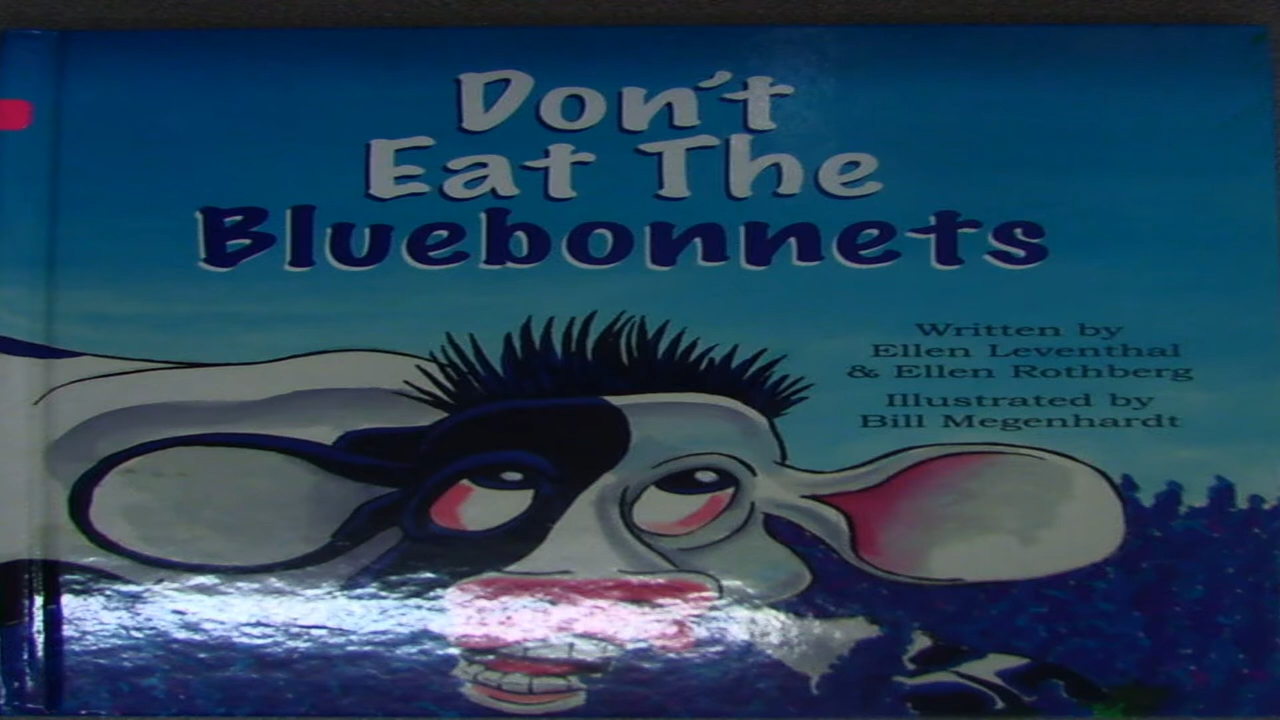 Don't
Eat The
Bluebonnets
Written by
Ellen Leventhal
& Ellen Rothberg
Illustrated by
Bill Megenhardt